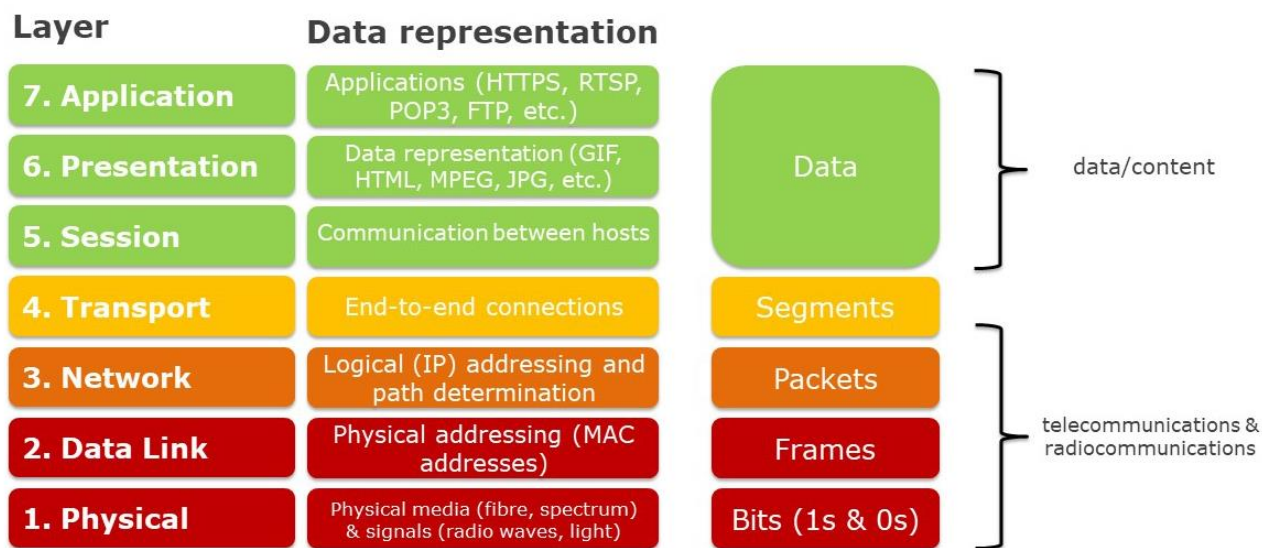 Layer
Data representation
7. Application
Applications (HTTPS, RTSP,
POP3, FTP, etc.)
6. Presentation
Data representation (GIF,
HTML, MPEG, JPG, etc.)
Data
data/content
5. Session
Communication between hosts
4. Transport
End-to-end connections
Segments
3. Network
Logical (IP) addressing and
path determination
Packets
2. Data Link
Physical addressing (MAC
addresses)
Frames
telecommunications &
radiocommunications
1. Physical
Physical media (fibre, spectrum)
& signals (radio waves, light)
Bits (1s & 0s)